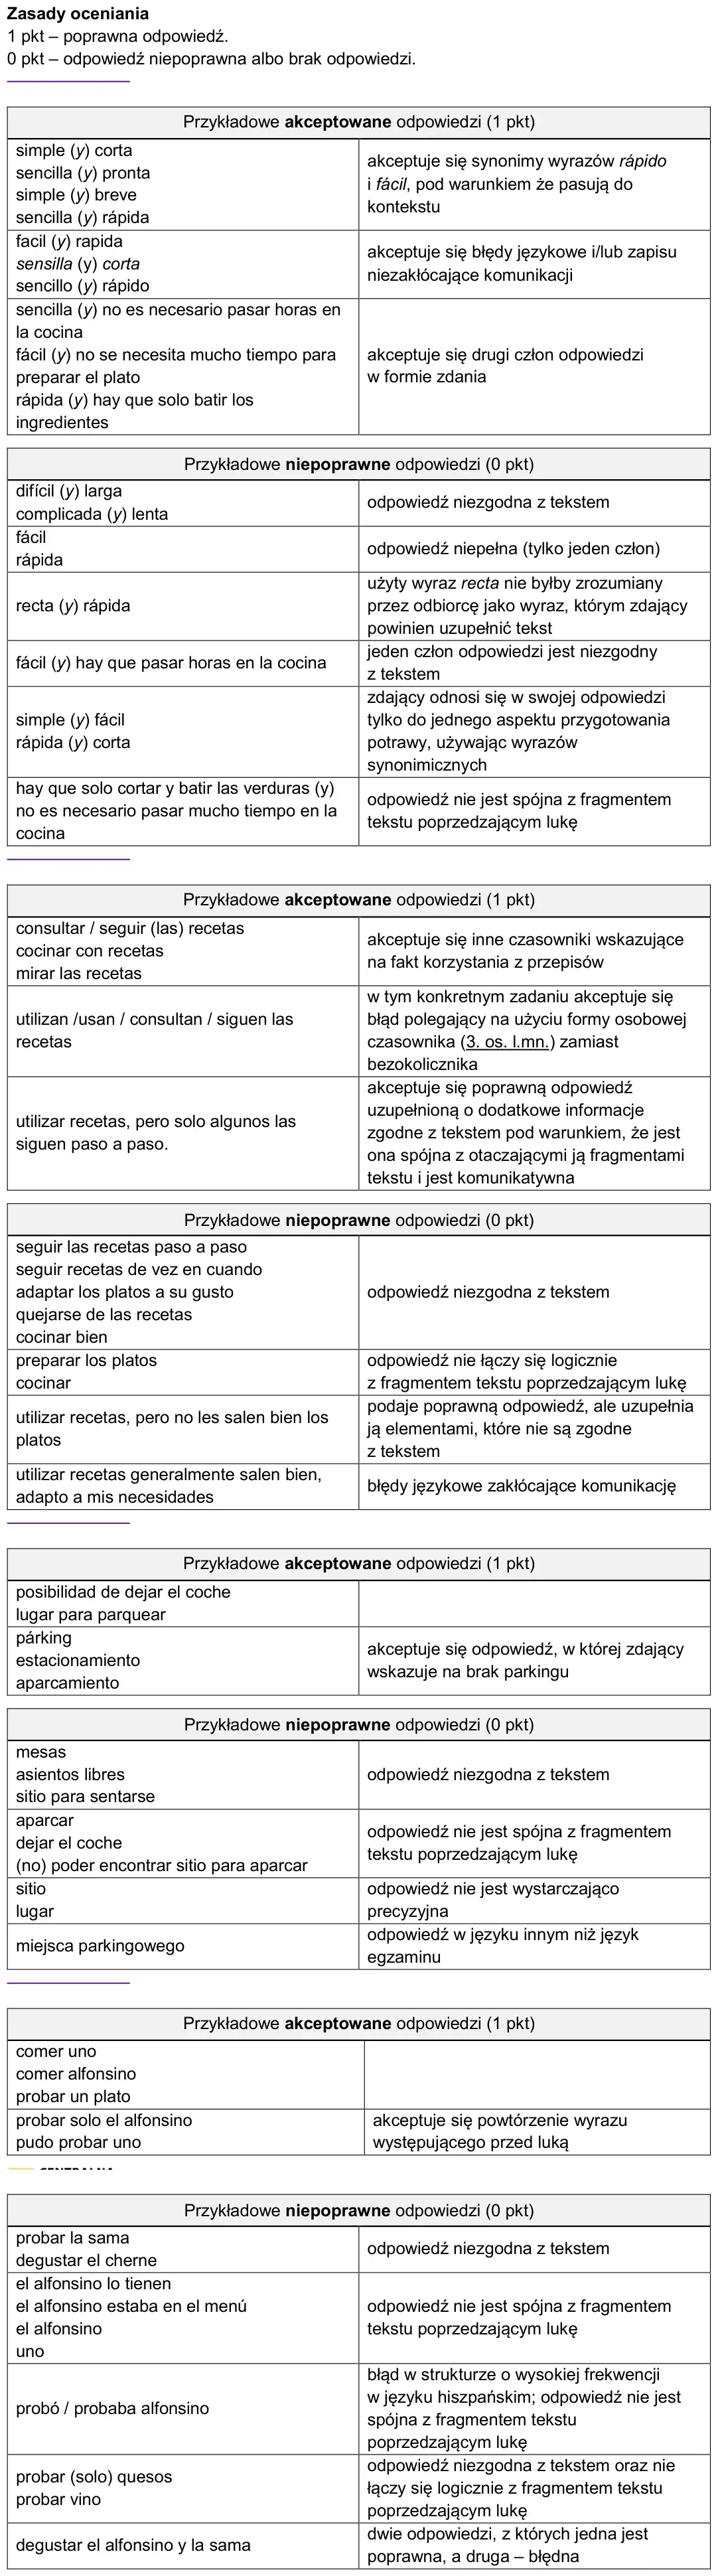 Zasady oceniania
1 pkt – poprawna odpowiedź.
0 pkt – odpowiedź niepoprawna albo brak odpowiedzi.
Przykładowe akceptowane odpowiedzi (1 pkt)
simple (y) corta
sencilla (y) pronta
simple (y) breve
sencilla (y) rápida
akceptuje się synonimy wyrazów rápido
i fácil, pod warunkiem że pasują do
kontekstu
facil (y) rapida
sensilla (y) corta
sencillo (y) rápido
akceptuje się błędy językowe i/lub zapisu
niezakłócające komunikacji
sencilla (y) no es necesario pasar horas en
la cocina
fácil (y) no se necesita mucho tiempo para
preparar el plato
rápida (y) hay que solo batir los
ingredientes
akceptuje się drugi człon odpowiedzi
w formie zdania
Przykładowe niepoprawne odpowiedzi (0 pkt)
difícil (y) larga
complicada (y) lenta
odpowiedź niezgodna z tekstem
fácil
rápida
odpowiedź niepełna (tylko jeden człon)
recta (y) rápida
użyty wyraz recta nie byłby zrozumiany
przez odbiorcę jako wyraz, którym zdający
powinien uzupełnić tekst
fácil (y) hay que pasar horas en la cocina
jeden człon odpowiedzi jest niezgodny
z tekstem
simple (y) fácil
rápida (y) corta
zdający odnosi się w swojej odpowiedzi
tylko do jednego aspektu przygotowania
potrawy, używając wyrazów
synonimicznych
hay que solo cortar y batir las verduras (y)
no es necesario pasar mucho tiempo en la
cocina
odpowiedź nie jest spójna z fragmentem
tekstu poprzedzającym lukę
Przykładowe akceptowane odpowiedzi (1 pkt)
consultar / seguir (las) recetas
cocinar con recetas
mirar las recetas
akceptuje się inne czasowniki wskazujące
na fakt korzystania z przepisów
utilizan /usan / consultan / siguen las
recetas
w tym konkretnym zadaniu akceptuje się
błąd polegający na użyciu formy osobowej
czasownika (3. os. l.mn.) zamiast
bezokolicznika
utilizar recetas, pero solo algunos las
siguen paso a paso.
akceptuje się poprawną odpowiedź
uzupełnioną o dodatkowe informacje
zgodne z tekstem pod warunkiem, że jest
ona spójna z otaczającymi ją fragmentami
tekstu i jest komunikatywna
Przykładowe niepoprawne odpowiedzi (0 pkt)
seguir las recetas paso a paso
seguir recetas de vez en cuando
adaptar los platos a su gusto
quejarse de las recetas
cocinar bien
odpowiedź niezgodna z tekstem
preparar los platos
cocinar
odpowiedź nie łączy się logicznie
z fragmentem tekstu poprzedzającym lukę
utilizar recetas, pero no les salen bien los
platos
podaje poprawną odpowiedź, ale uzupełnia
ją elementami, które nie są zgodne
z tekstem
utilizar recetas generalmente salen bien,
adapto a mis necesidades
błędy językowe zakłócające komunikację
Przykładowe akceptowane odpowiedzi (1 pkt)
posibilidad de dejar el coche
lugar para parquear
párking
estacionamiento
aparcamiento
akceptuje się odpowiedź, w której zdający
wskazuje na brak parkingu
Przykładowe niepoprawne odpowiedzi (0 pkt)
mesas
asientos libres
sitio para sentarse
odpowiedź niezgodna z tekstem
aparcar
dejar el coche
(no) poder encontrar sitio para aparcar
odpowiedź nie jest spójna z fragmentem
tekstu poprzedzającym lukę
sitio
lugar
odpowiedź nie jest wystarczająco
precyzyjna
miejsca parkingowego
odpowiedź w języku innym niż język
egzaminu
Przykładowe akceptowane odpowiedzi (1 pkt)
comer uno
comer alfonsino
probar un plato
probar solo el alfonsino
pudo probar uno
akceptuje się powtórzenie wyrazu
występującego przed luką
Przykładowe niepoprawne odpowiedzi (0 pkt)
probar la sama
degustar el cherne
odpowiedź niezgodna z tekstem
el alfonsino lo tienen
el alfonsino estaba en el menú
el alfonsino
uno
odpowiedź nie jest spójna z fragmentem
tekstu poprzedzającym lukę
probó / probaba alfonsino
błąd w strukturze o wysokiej frekwencji
w języku hiszpańskim; odpowiedź nie jest
spójna z fragmentem tekstu
poprzedzającym lukę
probar (solo) quesos
probar vino
odpowiedź niezgodna z tekstem oraz nie
łączy się logicznie z fragmentem tekstu
poprzedzającym lukę
degustar el alfonsino y la sama
dwie odpowiedzi, z których jedna jest
poprawna, a druga – błędna